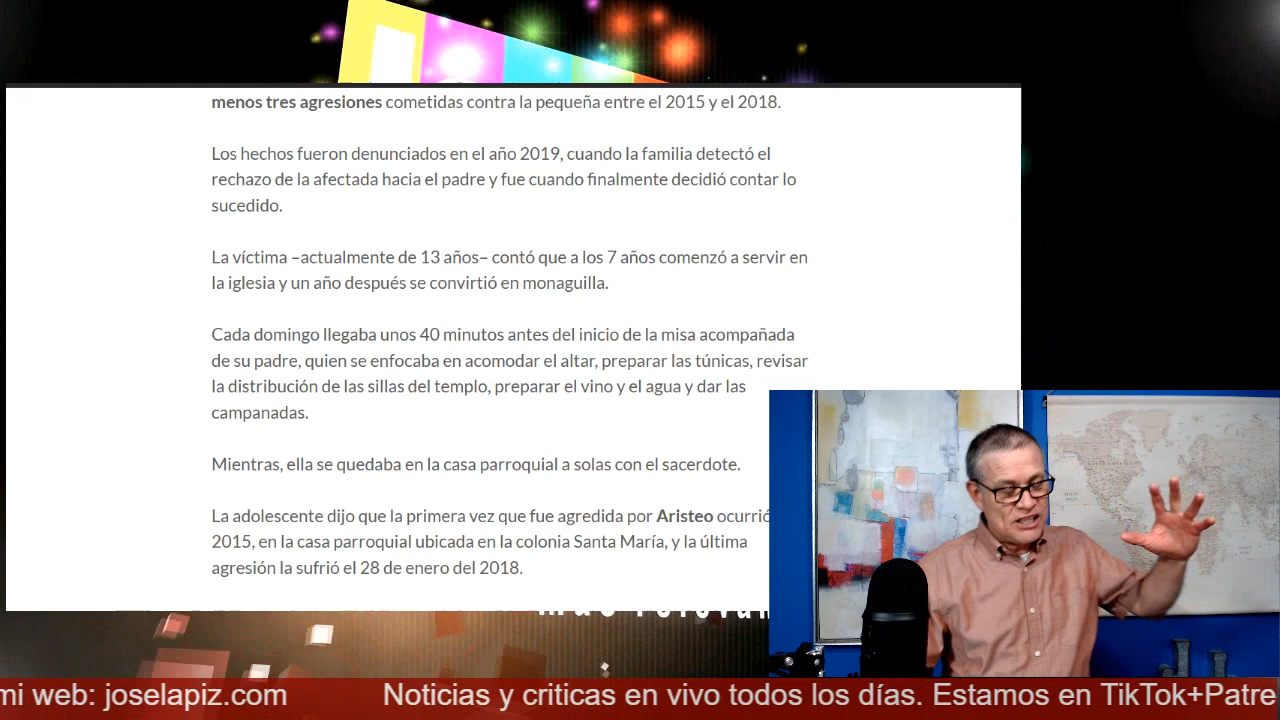 menos tres agresiones cometidas contra la pequeña entre el 2015 y el 2018.
Los hechos fueron denunciados en el año 2019, cuando la familia detectó el
rechazo de la afectada hacia el padre y fue cuando finalmente decidió contar lo
sucedido.
La víctima –actualmente de 13 años– contó que a los 7 años comenzó a servir en
la iglesia y un año después se convirtió en monaguilla.
Cada domingo llegaba unos 40 minutos antes del inicio de la misa acompañada
de su padre, quien se enfocaba en acomodar el altar, preparar las túnicas, revisar
la distribución de las sillas del templo, preparar el vino y el agua y dar las
campanadas.
Mientras, ella se quedaba en la casa parroquial a solas con el sacerdote.
La adolescente dijo que la primera vez que fue agredida por Aristeo ocurrió
2015, en la casa parroquial ubicada en la colonia Santa María, y la última
agresión la sufrió el 28 de enero del 2018.
mi web: joselapiz.com Noticias y criticas en vivo todos los días. Estamos en TikTok+Patre